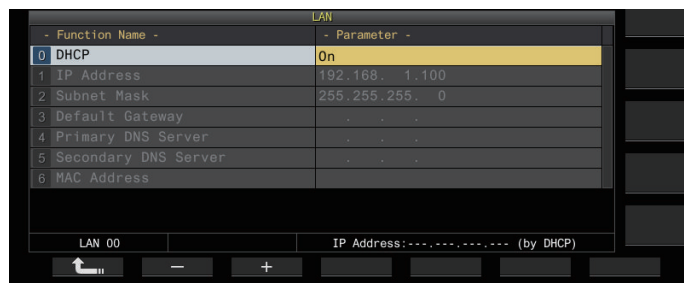 LAN
- Function Name - - Parameter -
0 DHCP On
1 IP Address 192.168.  1.100
2 Subnet Mask 255.255.255.  0
3 Default Gateway .   .   .
4 Primary DNS Server .   .   .
5 Secondary DNS Server .   .   .
6 MAC Address
LAN 00 IP Address:---.---.---.--- (by DHCP)
− +